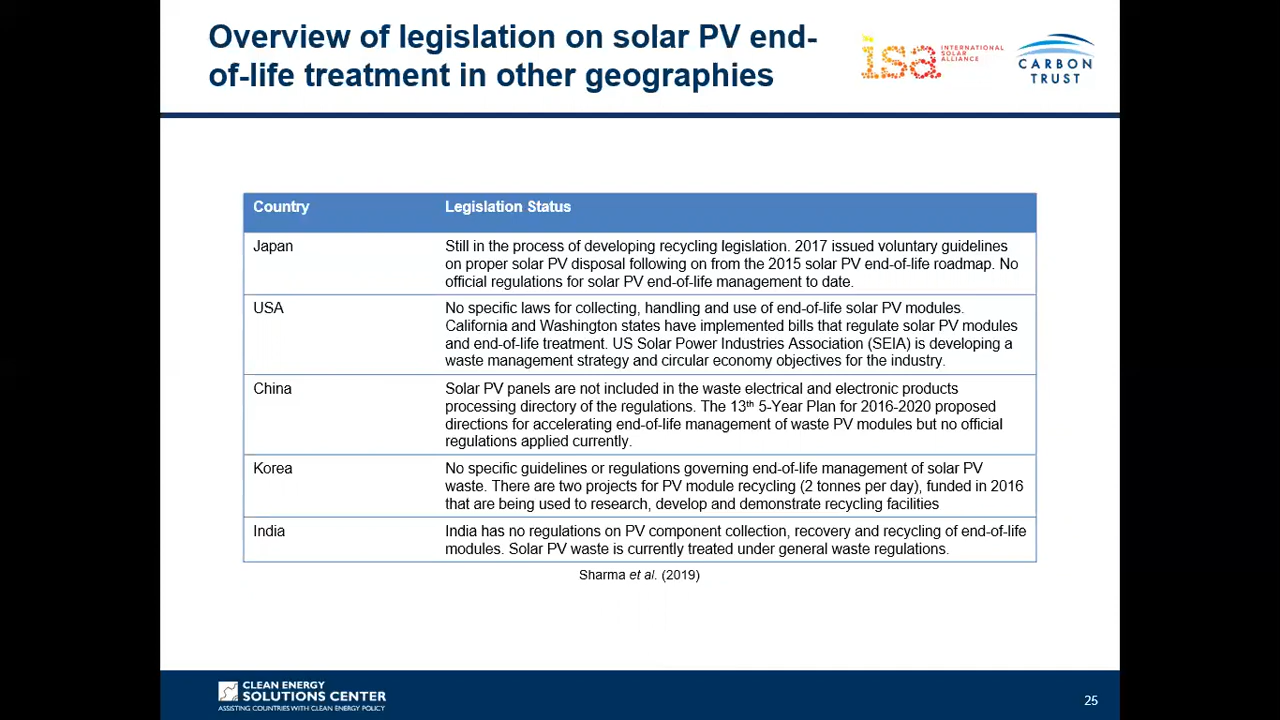 Overview of legislation on solar PV end-
of-life treatment in other geographies
isa INTERNATIONAL
SOLAR
ALLIANCE
CARBON
TRUST
Country Legislation Status
Japan Still in the process of developing recycling legislation. 2017 issued voluntary guidelines
on proper solar PV disposal following on from the 2015 solar PV end-of-life roadmap. No
official regulations for solar PV end-of-life management to date.
USA No specific laws for collecting, handling and use of end-of-life solar PV modules.
California and Washington states have implemented bills that regulate solar PV modules
and end-of-life treatment. US Solar Power Industries Association (SEIA) is developing a
waste management strategy and circular economy objectives for the industry.
China Solar PV panels are not included in the waste electrical and electronic products
processing directory of the regulations. The 13th 5-Year Plan for 2016-2020 proposed
directions for accelerating end-of-life management of waste PV modules but no official
regulations applied currently.
Korea No specific guidelines or regulations governing end-of-life management of solar PV
waste. There are two projects for PV module recycling (2 tonnes per day), funded in 2016
that are being used to research, develop and demonstrate recycling facilities
India India has no regulations on PV component collection, recovery and recycling of end-of-life
modules. Solar PV waste is currently treated under general waste regulations.
Sharma et al. (2019)
CLEAN ENERGY
SOLUTIONS CENTER
ASSISTING COUNTRIES WITH CLEAN ENERGY POLICY
25